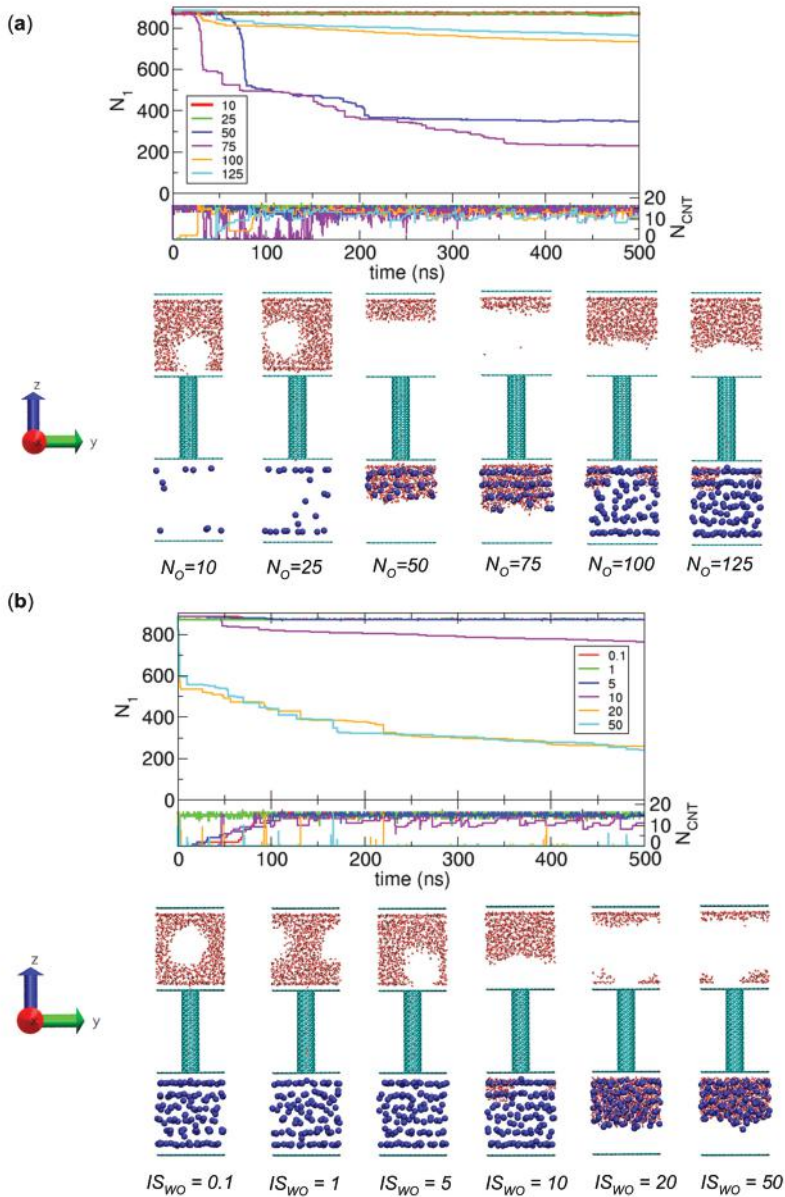 (a)
800
600
400
200
0
N1
10
25
50
75
100
125
20
10
0
NCNT
0 100 200 300 400 500
time (ns)
z
y
NO=10 NO=25 NO=50 NO=75 NO=100 NO=125
(b)
800
600
400
200
0
N1
0.1
1
5
10
20
50
20
10
0
NCNT
0 100 200 300 400 500
time (ns)
z
y
ISWO = 0.1 ISWO = 1 ISWO = 5 ISWO = 10 ISWO = 20 ISWO = 50